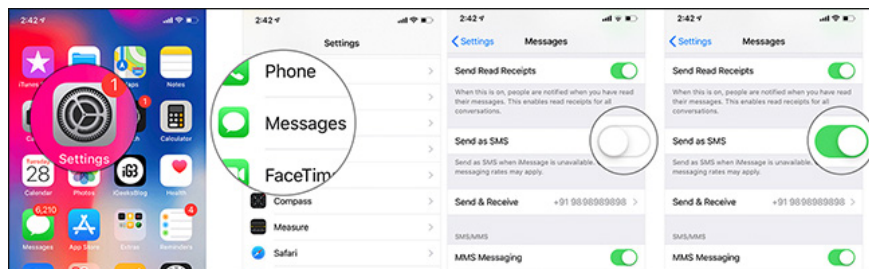 2:42
1
Settings
Tuesday
28
Calendar
Maps
Notes
1
Calculator
Photos
iGB
iGeeksBlog
Health
6,210
4
Messages
App Store
Extras
Reminders
2:42
Settings
Phone
Messages
FaceTim
Compass
Measure
Safari
2:42
Settings
Messages
Send Read Receipts
When this is on, people are notified when you have read
their messages. This enables read receipts for all
conversations.
Send as SMS
Send as SMS when iMessage is unavailable.
messaging rates may apply.
Send & Receive
+91 9898989898
SMS/MMS
MMS Messaging
2:42
Settings
Messages
Send Read Receipts
When this is on, people are notified when you have read
their messages. This enables read receipts for all
conversations.
Send as SMS
Send as SMS when iMessage is unavailable.
messaging rates may apply.
Send & Receive
+91 9898989898
SMS/MMS
MMS Messaging